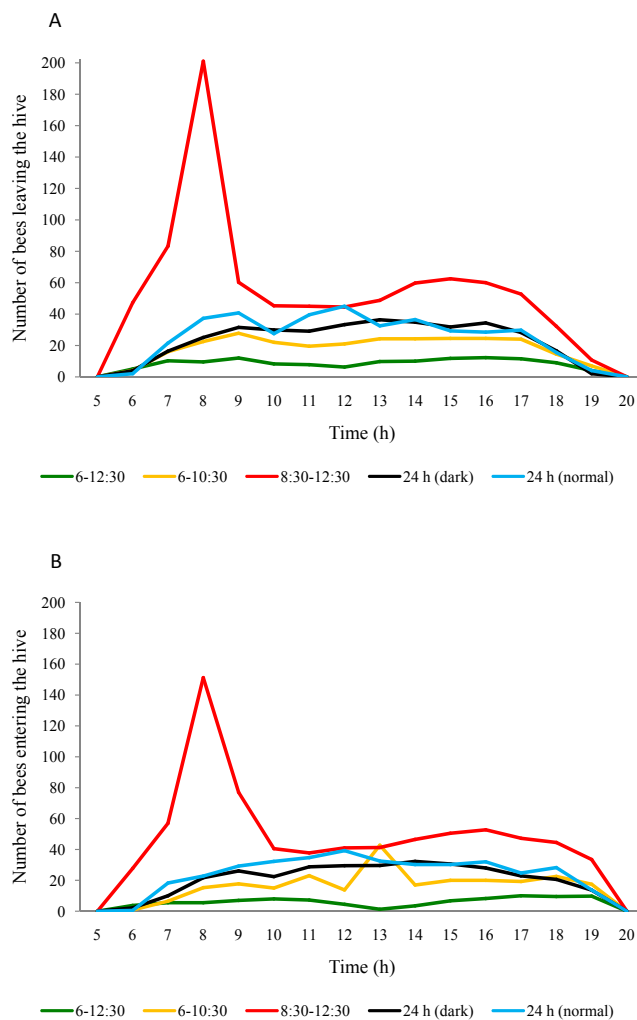 A
Number of bees leaving the hive
200
180
160
140
120
100
80
60
40
20
0
5 6 7 8 9 10 11 12 13 14 15 16 17 18 19 20
Time (h)
6-12:30 6-10:30 8:30-12:30 24 h (dark) 24 h (normal)
B
Number of bees entering the hive
200
180
160
140
120
100
80
60
40
20
0
5 6 7 8 9 10 11 12 13 14 15 16 17 18 19 20
Time (h)
6-12:30 6-10:30 8:30-12:30 24 h (dark) 24 h (normal)